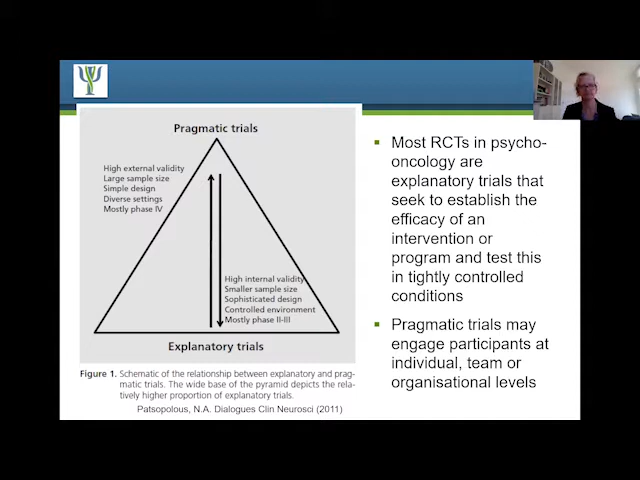 Pragmatic trials
High external validity
Large sample size
Simple design
Diverse settings
Mostly phase IV
High internal validity
Smaller sample size
Sophisticated design
Controlled environment
Mostly phase II-III
Explanatory trials
Figure 1. Schematic of the relationship between explanatory and prag-
matic trials. The wide base of the pyramid depicts the rela-
tively higher proportion of explanatory trials.
Patsopolous, N.A. Dialogues Clin Neurosci (2011)
▪ Most RCTs in psycho-
oncology are
explanatory trials that
seek to establish the
efficacy of an
intervention or
program and test this
in tightly controlled
conditions
▪ Pragmatic trials may
engage participants at
individual, team or
organisational levels